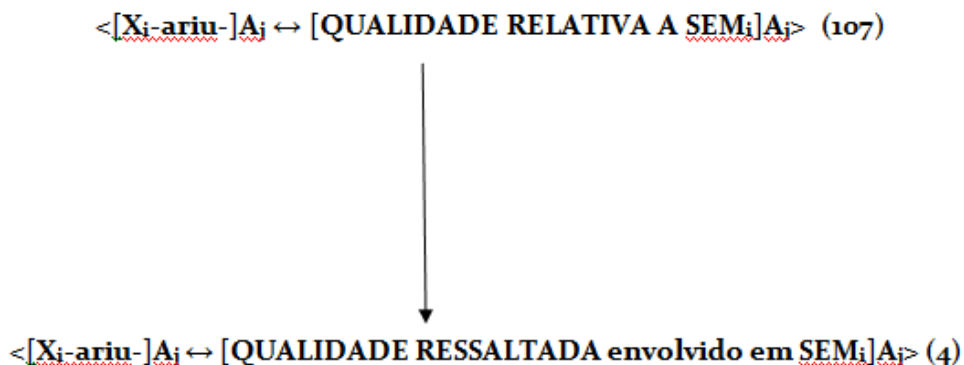 <[Xi-ariu-]Aj ↔ [QUALIDADE RELATIVA A SEMi]Aj> (107)
<[Xi-ariu-]Aj ↔ [QUALIDADE RESSALTADA envolvido em SEMi]Aj> (4)